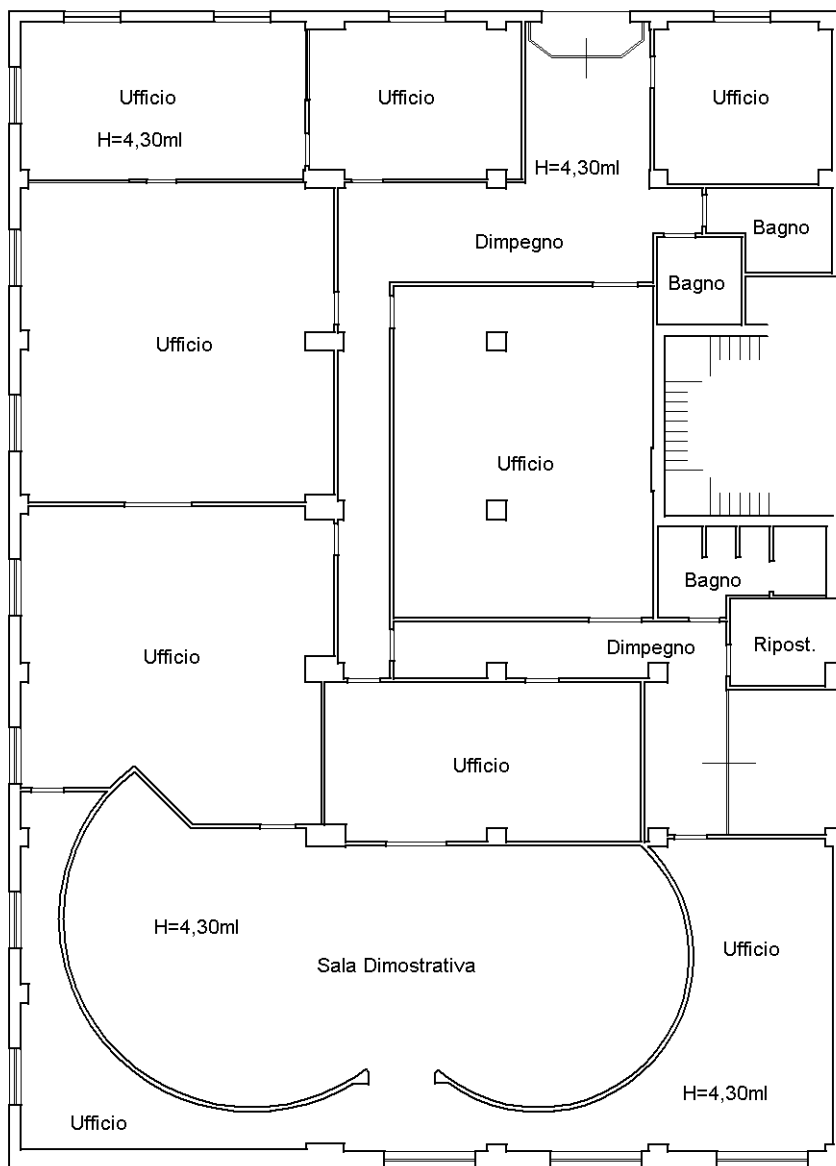 Ufficio
Ufficio
Ufficio
H=4,30ml
H=4,30ml
Bagno
Dimpegno
Bagno
Ufficio
Ufficio
Bagno
Dimpegno
Ripost.
Ufficio
Ufficio
H=4,30ml
Ufficio
Sala Dimostrativa
H=4,30ml
Ufficio